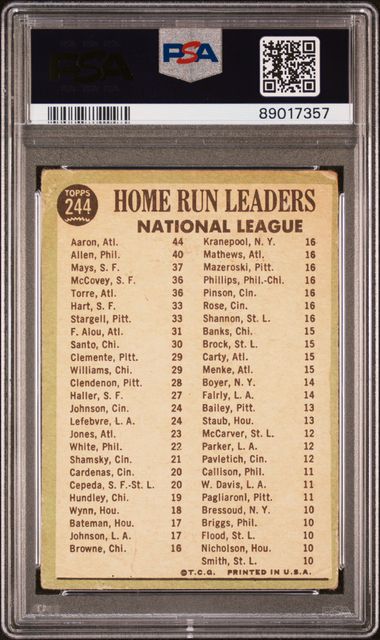 PSA
PSA
89017357
TOPPS
244
HOME RUN LEADERS
NATIONAL LEAGUE
Aaron, Atl. 44
Allen, Phil. 40
Mays, S. F. 37
McCovey, S. F. 36
Torre, Atl. 36
Hart, S. F. 33
Stargell, Pitt. 33
F. Alou, Atl. 31
Santo, Chi. 30
Clemente, Pitt. 29
Williams, Chi. 29
Clendenon, Pitt. 28
Haller, S. F. 27
Johnson, Cin. 24
Lefebvre, L. A. 24
Jones, Atl. 23
White, Phil. 22
Shamsky, Cin. 21
Cardenas, Cin. 20
Cepeda, S. F.-St. L. 20
Hundley, Chi. 19
Wynn, Hou. 18
Bateman, Hou. 17
Johnson, L. A. 17
Browne, Chi. 16
Kranepool, N. Y. 16
Mathews, Atl. 16
Mazeroski, Pitt. 16
Phillips, Phil.-Chi. 16
Pinson, Cin. 16
Rose, Cin. 16
Shannon, St. L. 16
Banks, Chi. 15
Brock, St. L. 15
Carty, Atl. 15
Menke, Atl. 15
Boyer, N. Y. 14
Fairly, L. A. 14
Bailey, Pitt. 13
Staub, Hou. 13
McCarver, St. L. 12
Parker, L. A. 12
Pavletich, Cin. 12
Callison, Phil. 11
W. Davis, L. A. 11
Pagliaroni, Pitt. 11
Bressoud, N. Y. 10
Briggs, Phil. 10
Flood, St. L. 10
Nicholson, Hou. 10
Smith, St. L. 10
© T.C.G. PRINTED IN U.S.A.